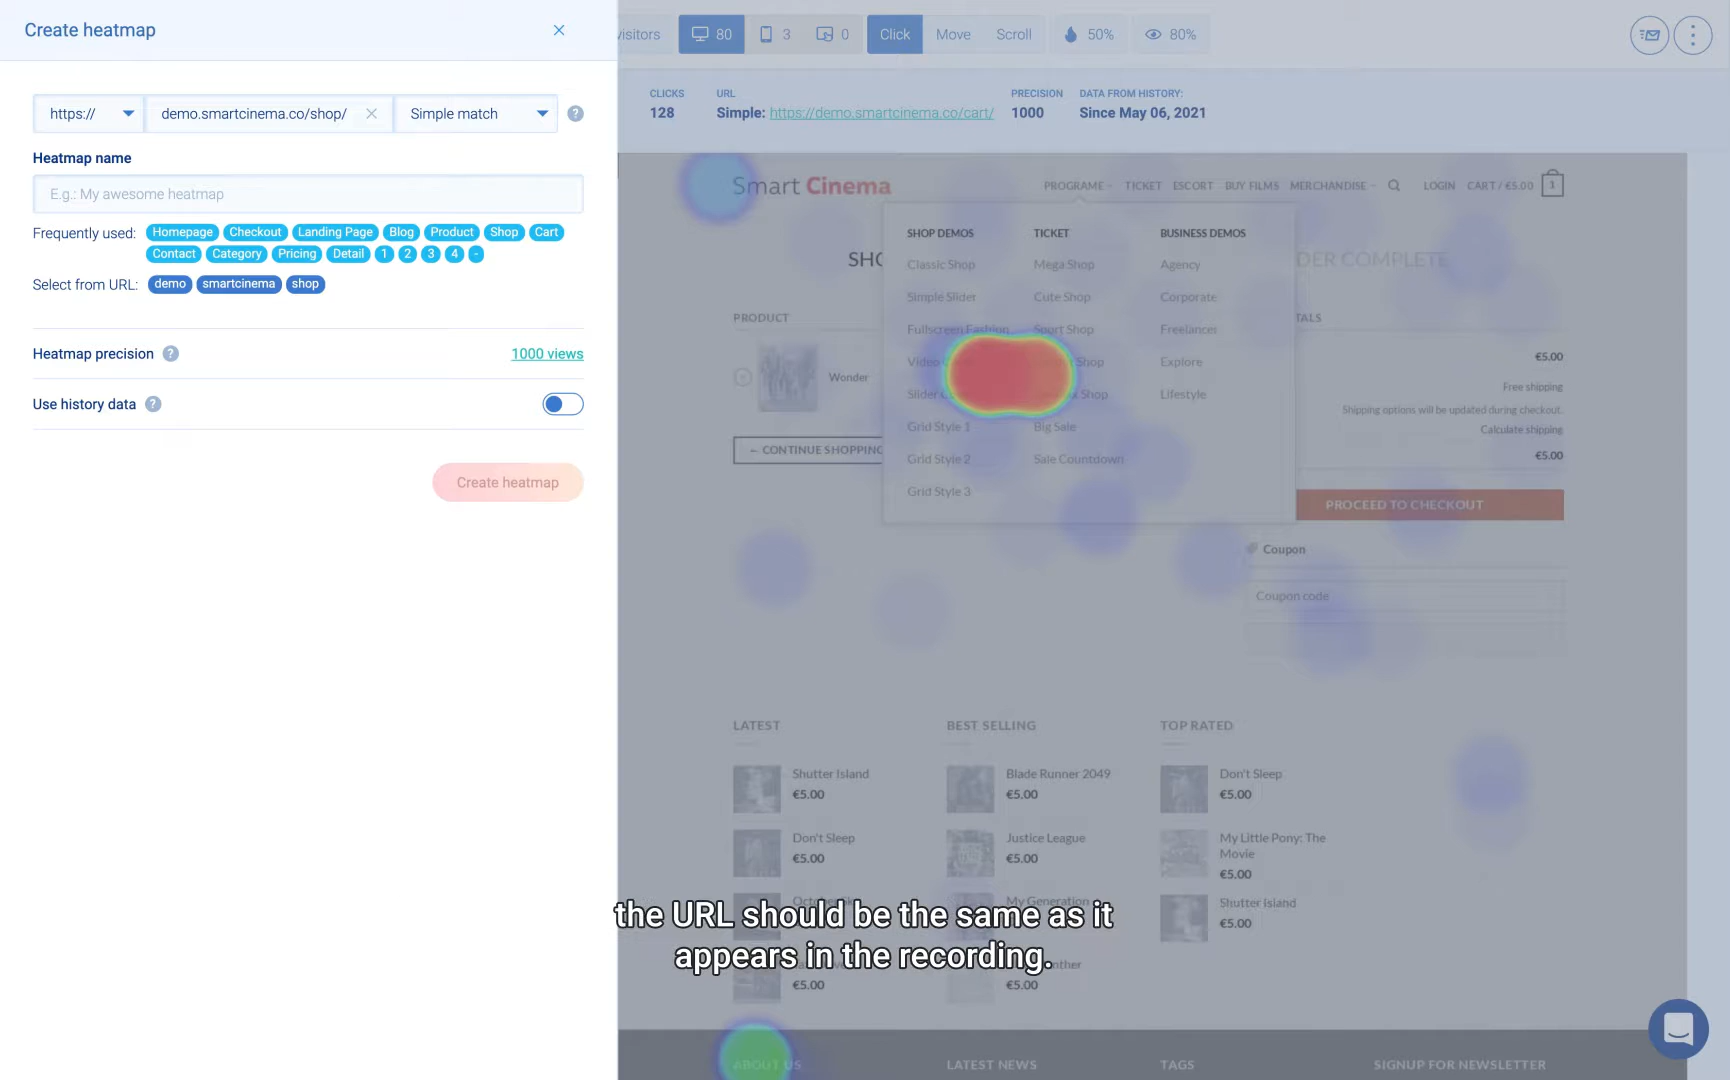 Create heatmap
https://
demo.smartcinema.co/shop/
Simple match
?
Heatmap name
E.g.: My awesome heatmap
Frequently used: Homepage Checkout Landing Page Blog Product Shop Cart
Contact Category Pricing Detail 1 2 3 4 -
Select from URL: demo smartcinema shop
Heatmap precision ? 1000 views
Use history data ?
Create heatmap
visitors 80 3 0 Click Move Scroll 50% 80%
CLICKS URL PRECISION DATA FROM HISTORY:
128 Simple: https://demo.smartcinema.co/cart/ 1000 Since May 06, 2021
Smart Cinema PROGRAME TICKET ESCORT BUY FILMS MERCHANDISE LOGIN CART / €5.00 1
SHOP DEMOS TICKET BUSINESS DEMOS
Classic Shop Mega Shop Agency
Simple Slider Cute Shop Corporate
Fullscreen Fashion Sport Shop Freelancer
Video Shop Explore
Slider Shop Lifestyle
Grid Style 1 Big Sale
Grid Style 2 Sale Countdown
Grid Style 3
SHO
DER COMPLETE
PRODUCT
TALS
Wonder
€5.00
Free shipping
Shipping options will be updated during checkout.
Calculate shipping
€5.00
← CONTINUE SHOPPING
PROCEED TO CHECKOUT
Coupon
Coupon code
LATEST BEST SELLING TOP RATED
Shutter Island Blade Runner 2049 Don't Sleep
€5.00 €5.00 €5.00
Don't Sleep Justice League My Little Pony: The
Movie
€5.00 €5.00 €5.00
My Generation Shutter Island
€5.00
the URL should be the same as it
appears in the recording.
€5.00 €5.00
ABOUT US LATEST NEWS TAGS SIGNUP FOR NEWSLETTER